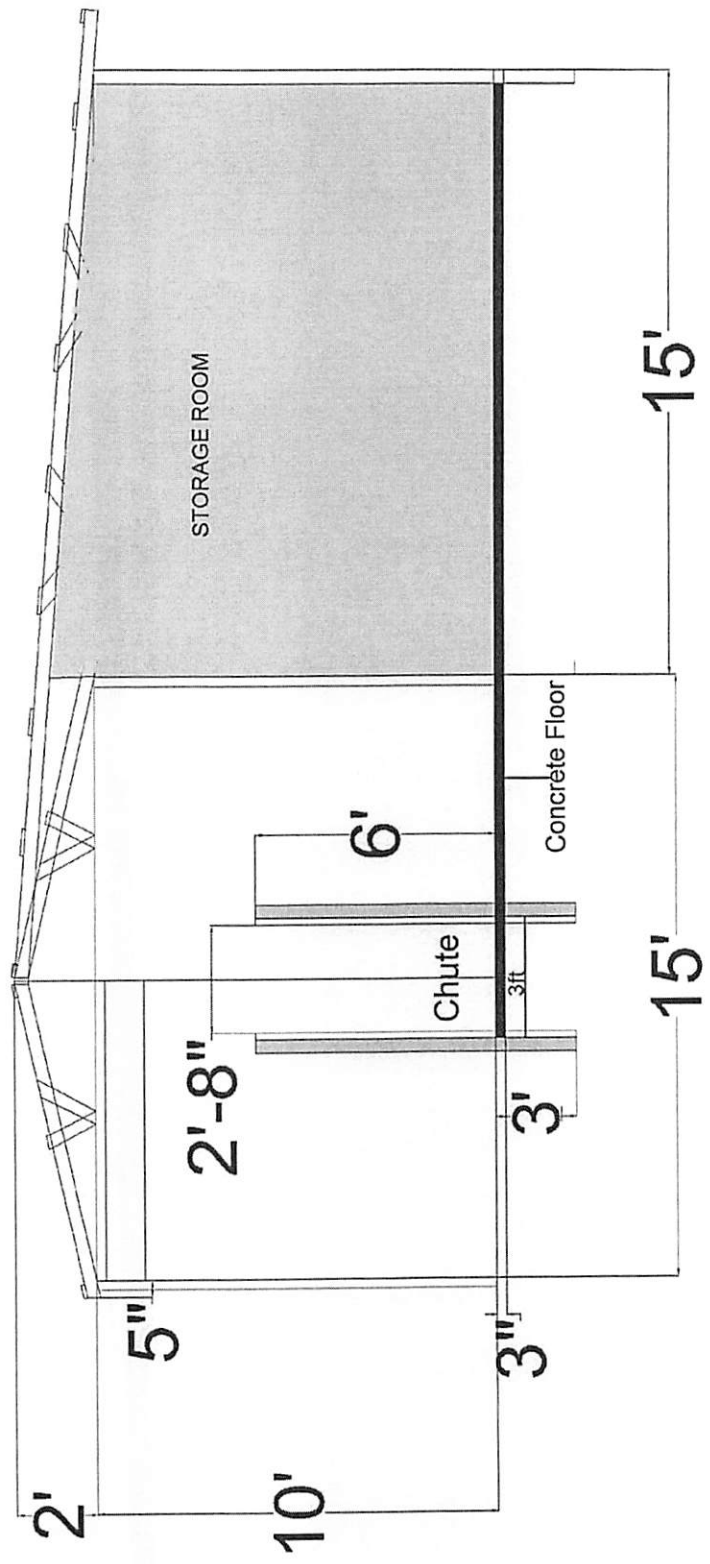 2'
10'
5"
3"
2'-8"
6'
Chute
3ft
3'
STORAGE ROOM
Concrete Floor
15'
15'